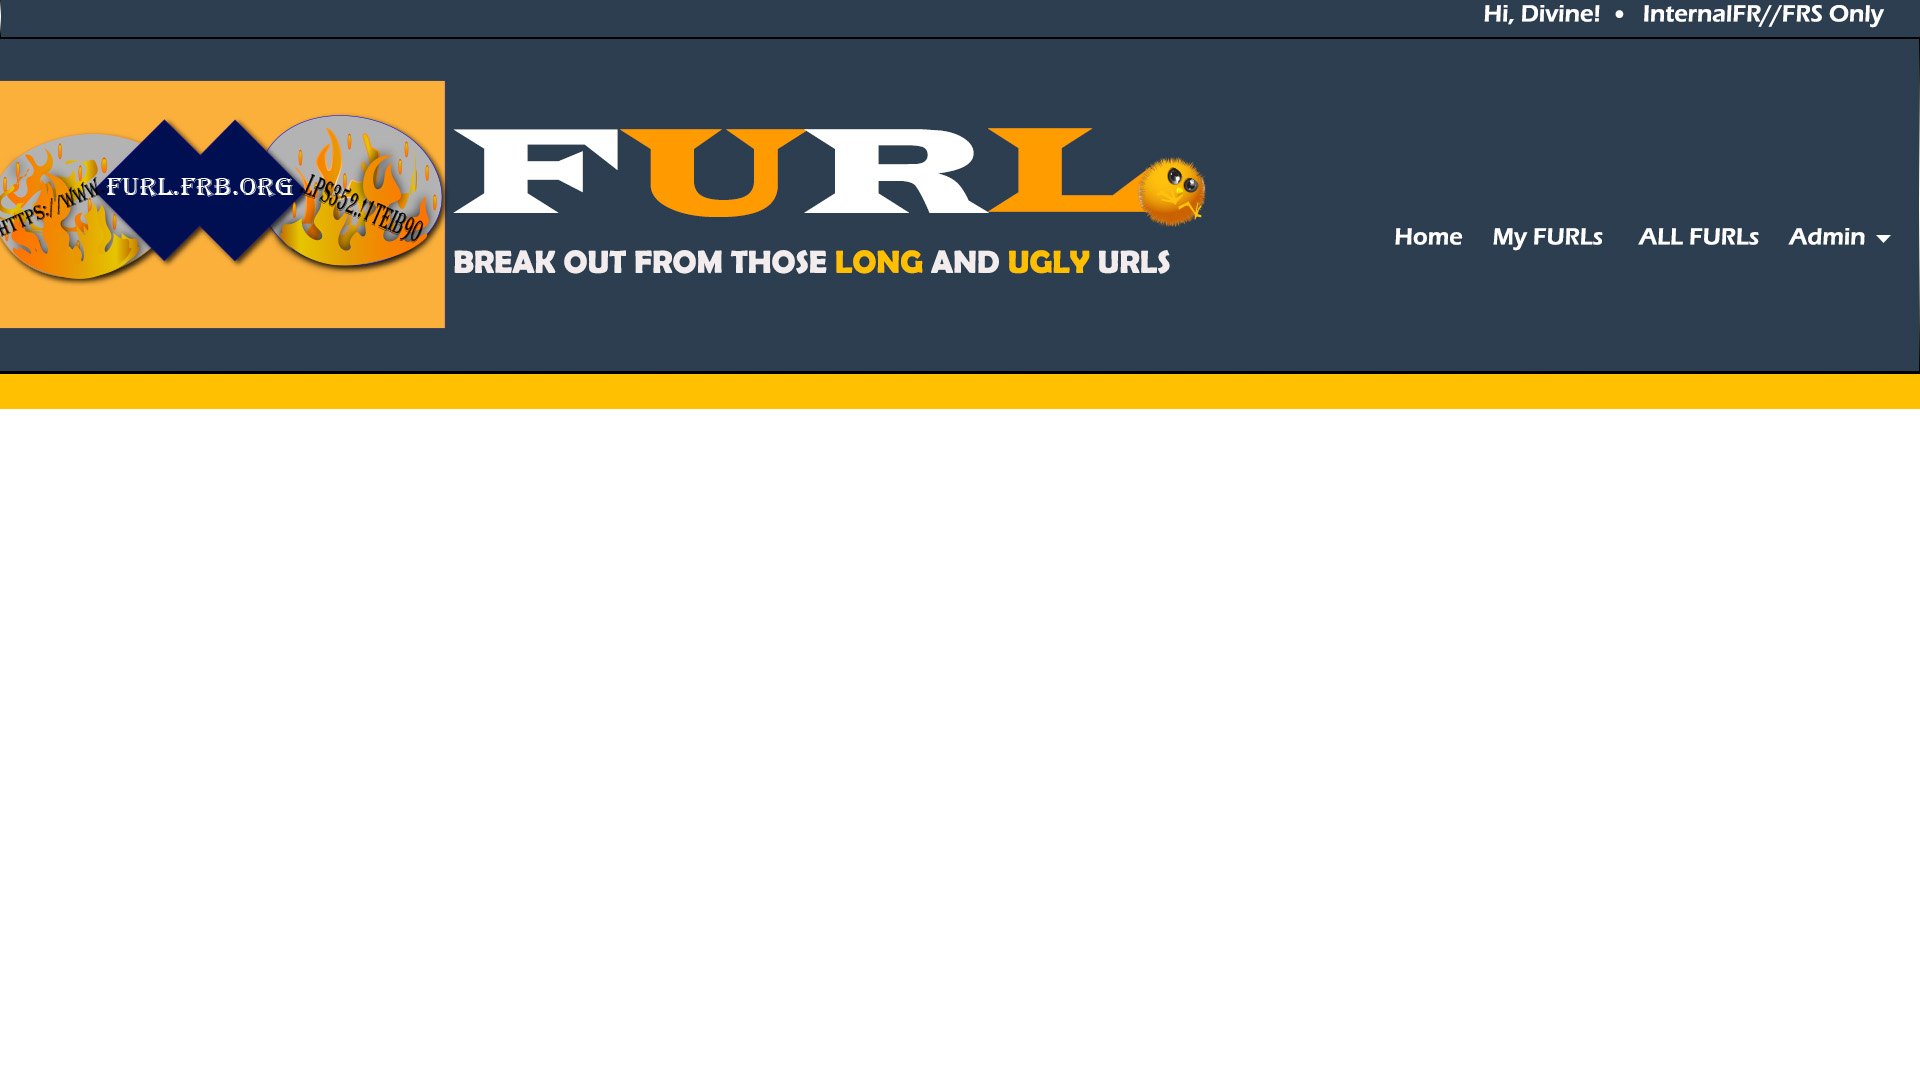 Hi, Divine! • InternalFR//FRS Only
HTTPS://WWW
FURL.FRB.ORG
LPS352..11TEIB90
FURL
BREAK OUT FROM THOSE LONG AND UGLY URLS
Home My FURLs ALL FURLs Admin